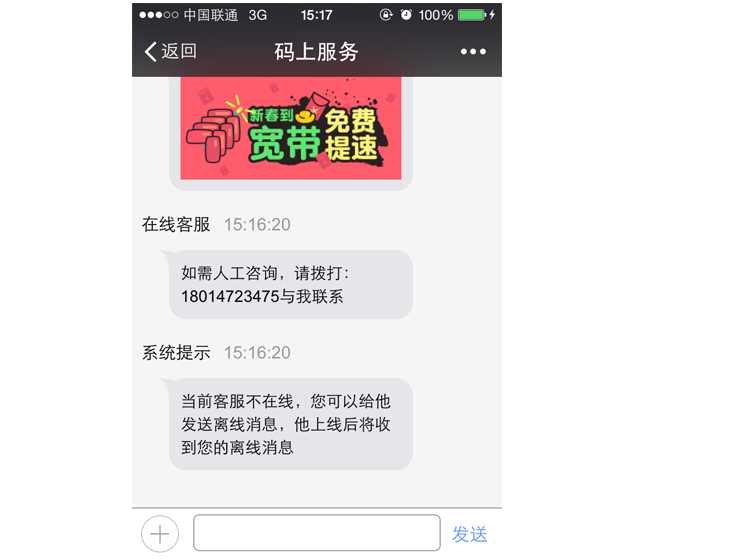 中国联通 3G 15:17 100%
返回 码上服务
新春到
宽带
免费
提速
在线客服 15:16:20
如需人工咨询，请拨打：
18014723475与我联系
系统提示 15:16:20
当前客服不在线，您可以给他
发送离线消息，他上线后将收
到您的离线消息
发送